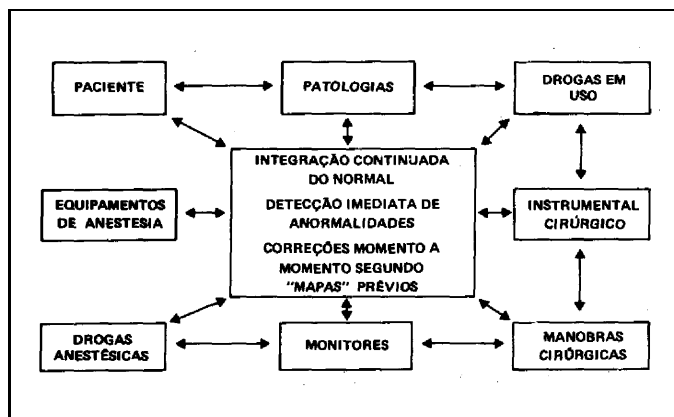 PACIENTE
PATOLOGIAS
DROGAS EM
USO
INTEGRAÇÃO CONTINUADA
DO NORMAL
DETECÇÃO IMEDIATA DE
ANORMALIDADES
CORREÇÕES MOMENTO A
MOMENTO SEGUNDO
"MAPAS" PRÉVIOS
EQUIPAMENTOS
DE ANESTESIA
INSTRUMENTAL
CIRÚRGICO
DROGAS
ANESTÉSICAS
MONITORES
MANOBRAS
CIRÚRGICAS